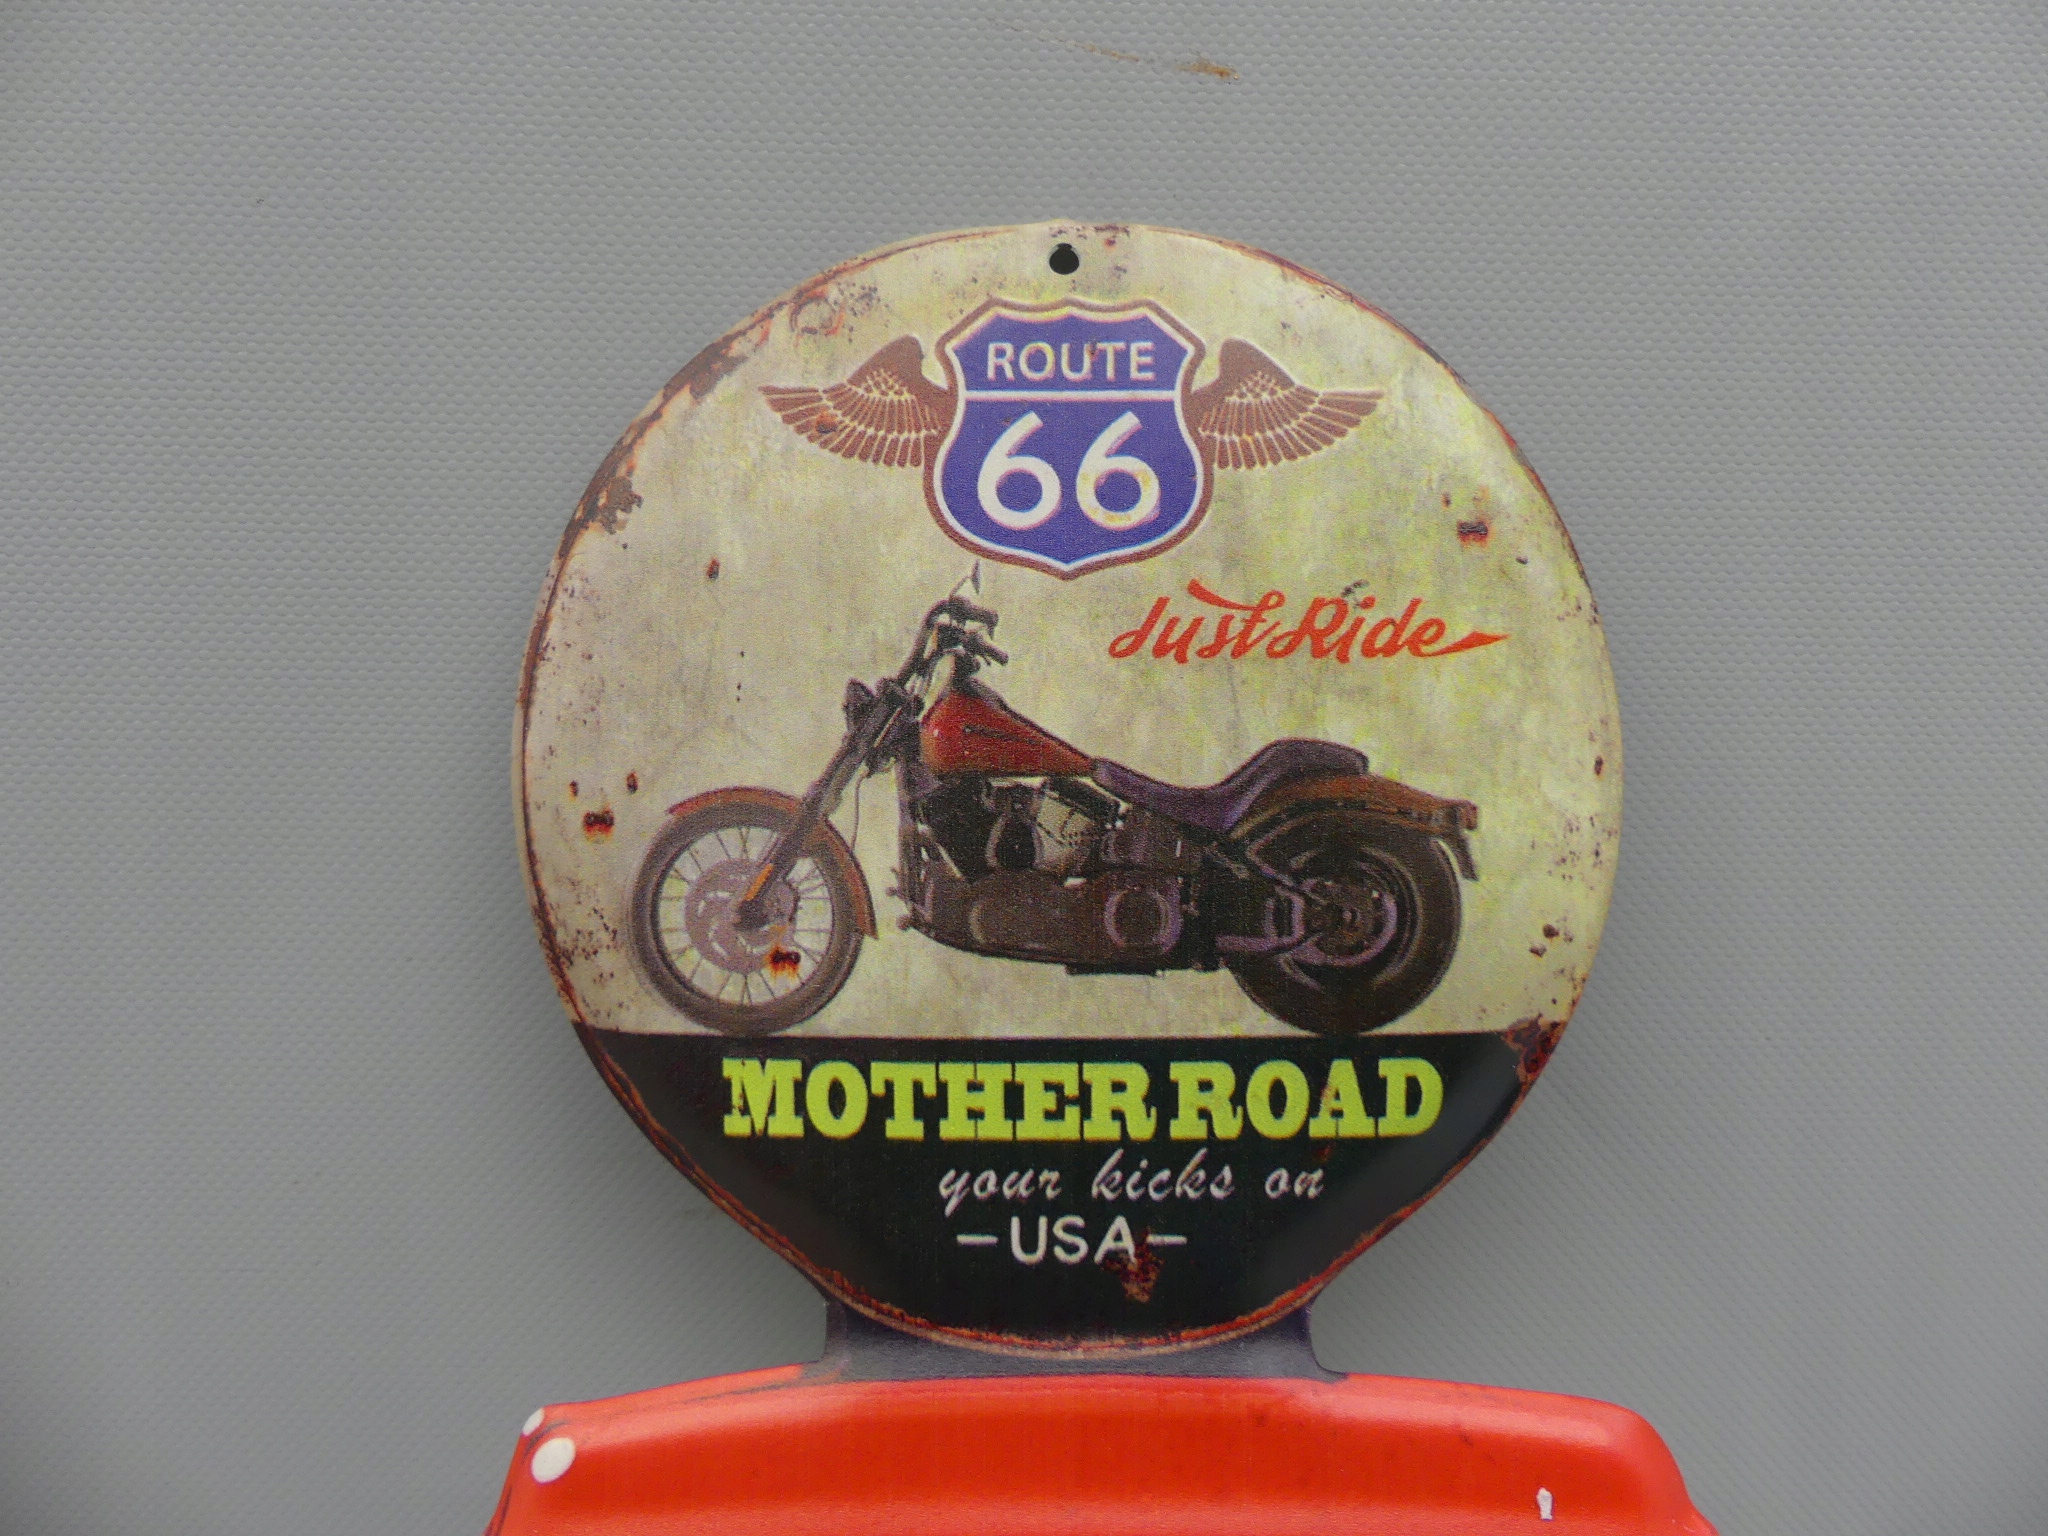 ROUTE
66
Just Ride
MOTHER ROAD
your kicks on
-USA-